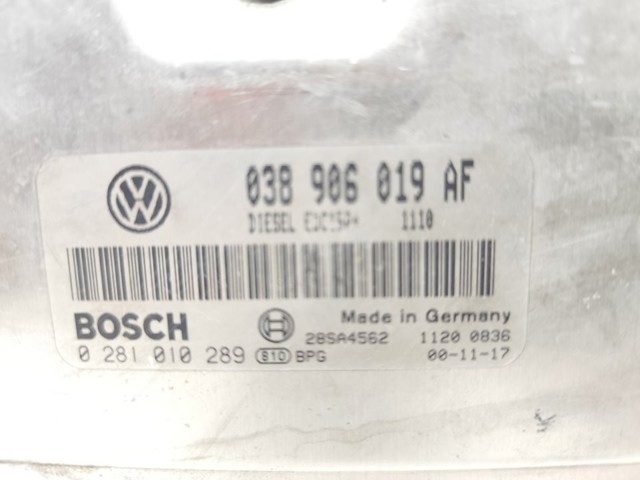 038 906 019 AF
DIESEL 1110
BOSCH
Made in Germany
28SA4562 1120 0836
0 281 010 289 S10 BPG 00-11-17